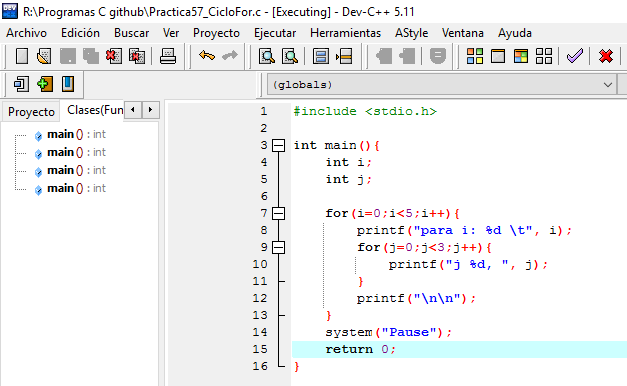 R:\Programas C github\Practica57_CicloFor.c - [Executing] - Dev-C++ 5.11
Archivo Edición Buscar Ver Proyecto Ejecutar Herramientas AStyle Ventana Ayuda
(globals)
Proyecto Clases(Fun
main() : int
main() : int
main() : int
main() : int
1 #include <stdio.h>
2
3 int main(){
4     int i;
5     int j;
6
7     for(i=0;i<5;i++){
8         printf("para i: %d \t", i);
9         for(j=0;j<3;j++){
10             printf("j %d, ", j);
11         }
12         printf("\n\n");
13     }
14     system("Pause");
15     return 0;
16 }